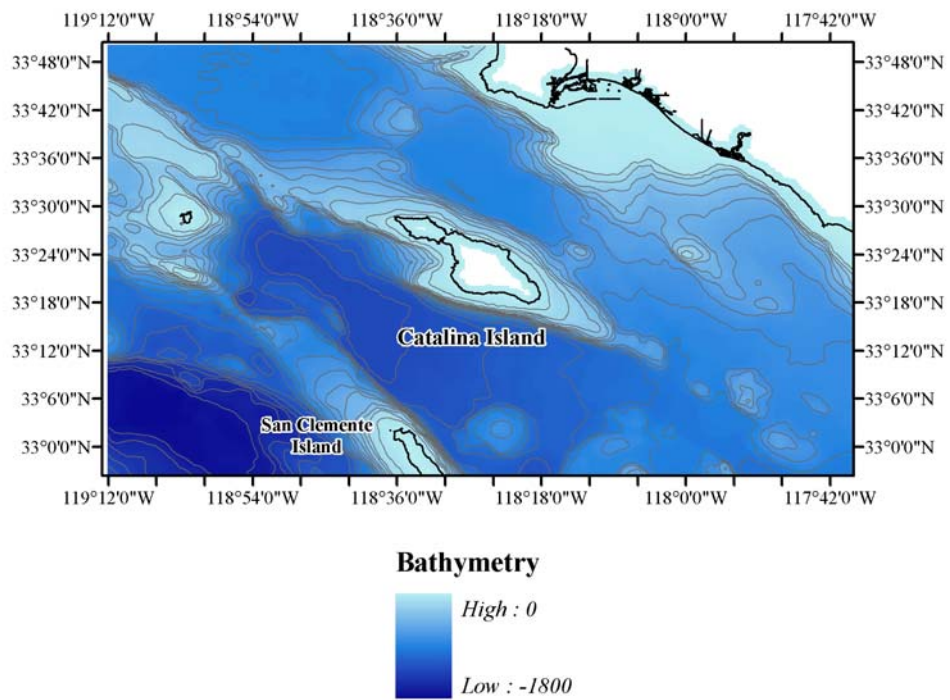 119°12'0"W 118°54'0"W 118°36'0"W 118°18'0"W 118°0'0"W 117°42'0"W
33°48'0"N 33°48'0"N
33°42'0"N 33°42'0"N
33°36'0"N 33°36'0"N
33°30'0"N 33°30'0"N
33°24'0"N 33°24'0"N
33°18'0"N 33°18'0"N
Catalina Island
33°12'0"N 33°12'0"N
33°6'0"N 33°6'0"N
San Clemente
Island
33°0'0"N 33°0'0"N
119°12'0"W 118°54'0"W 118°36'0"W 118°18'0"W 118°0'0"W 117°42'0"W
Bathymetry
High : 0
Low : -1800